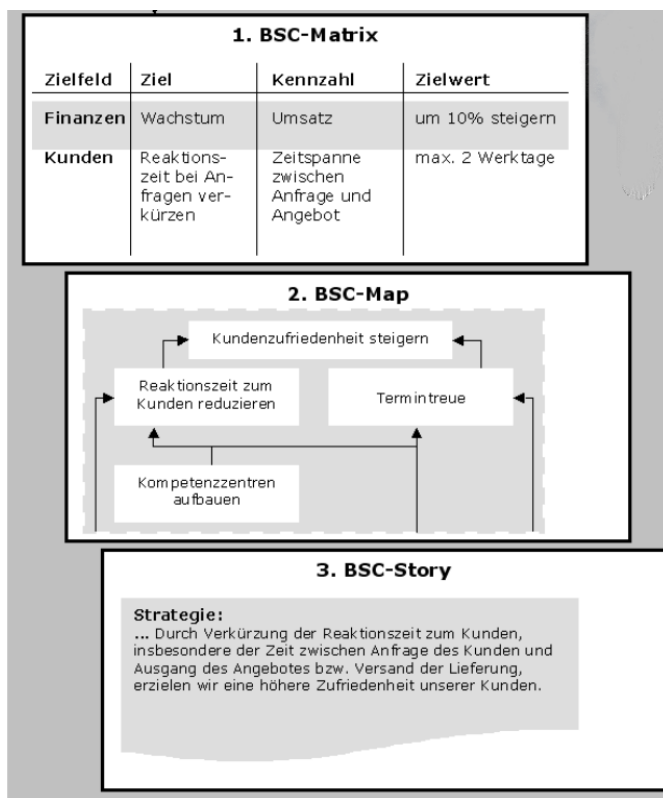 1. BSC-Matrix
Zielfeld Ziel Kennzahl Zielwert
Finanzen Wachstum Umsatz um 10% steigern
Kunden Reaktions- Zeitspanne max. 2 Werktage
zeit bei An- zwischen
fragen ver- Anfrage und
kürzen Angebot
2. BSC-Map
Kundenzufriedenheit steigern
Reaktionszeit zum
Kunden reduzieren
Termintreue
Kompetenzzentren
aufbauen
3. BSC-Story
Strategie:
... Durch Verkürzung der Reaktionszeit zum Kunden,
insbesondere der Zeit zwischen Anfrage des Kunden und
Ausgang des Angebotes bzw. Versand der Lieferung,
erzielen wir eine höhere Zufriedenheit unserer Kunden.